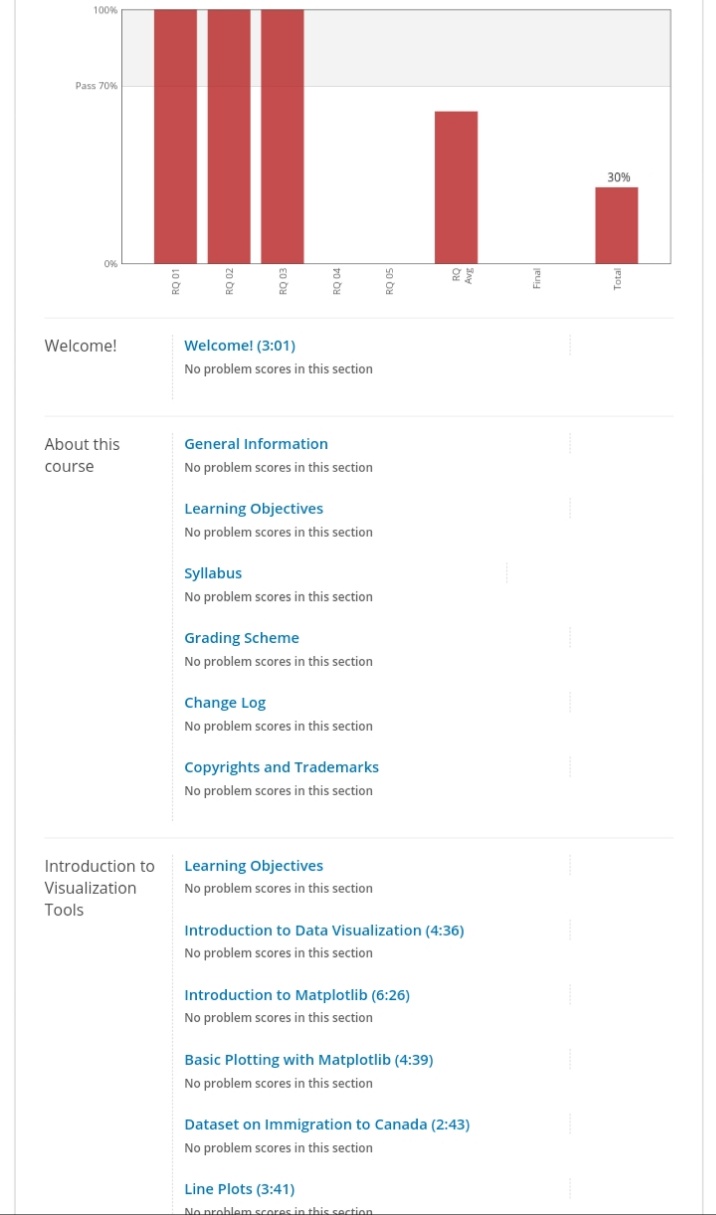 100%
Pass 70%
30%
0%
RQ 01
RQ 02
RQ 03
RQ 04
RQ 05
RQ
Avg
Final
Total
Welcome!
Welcome! (3:01)
No problem scores in this section
About this
course
General Information
No problem scores in this section
Learning Objectives
No problem scores in this section
Syllabus
No problem scores in this section
Grading Scheme
No problem scores in this section
Change Log
No problem scores in this section
Copyrights and Trademarks
No problem scores in this section
Introduction to
Visualization
Tools
Learning Objectives
No problem scores in this section
Introduction to Data Visualization (4:36)
No problem scores in this section
Introduction to Matplotlib (6:26)
No problem scores in this section
Basic Plotting with Matplotlib (4:39)
No problem scores in this section
Dataset on Immigration to Canada (2:43)
No problem scores in this section
Line Plots (3:41)
No problem scores in this section